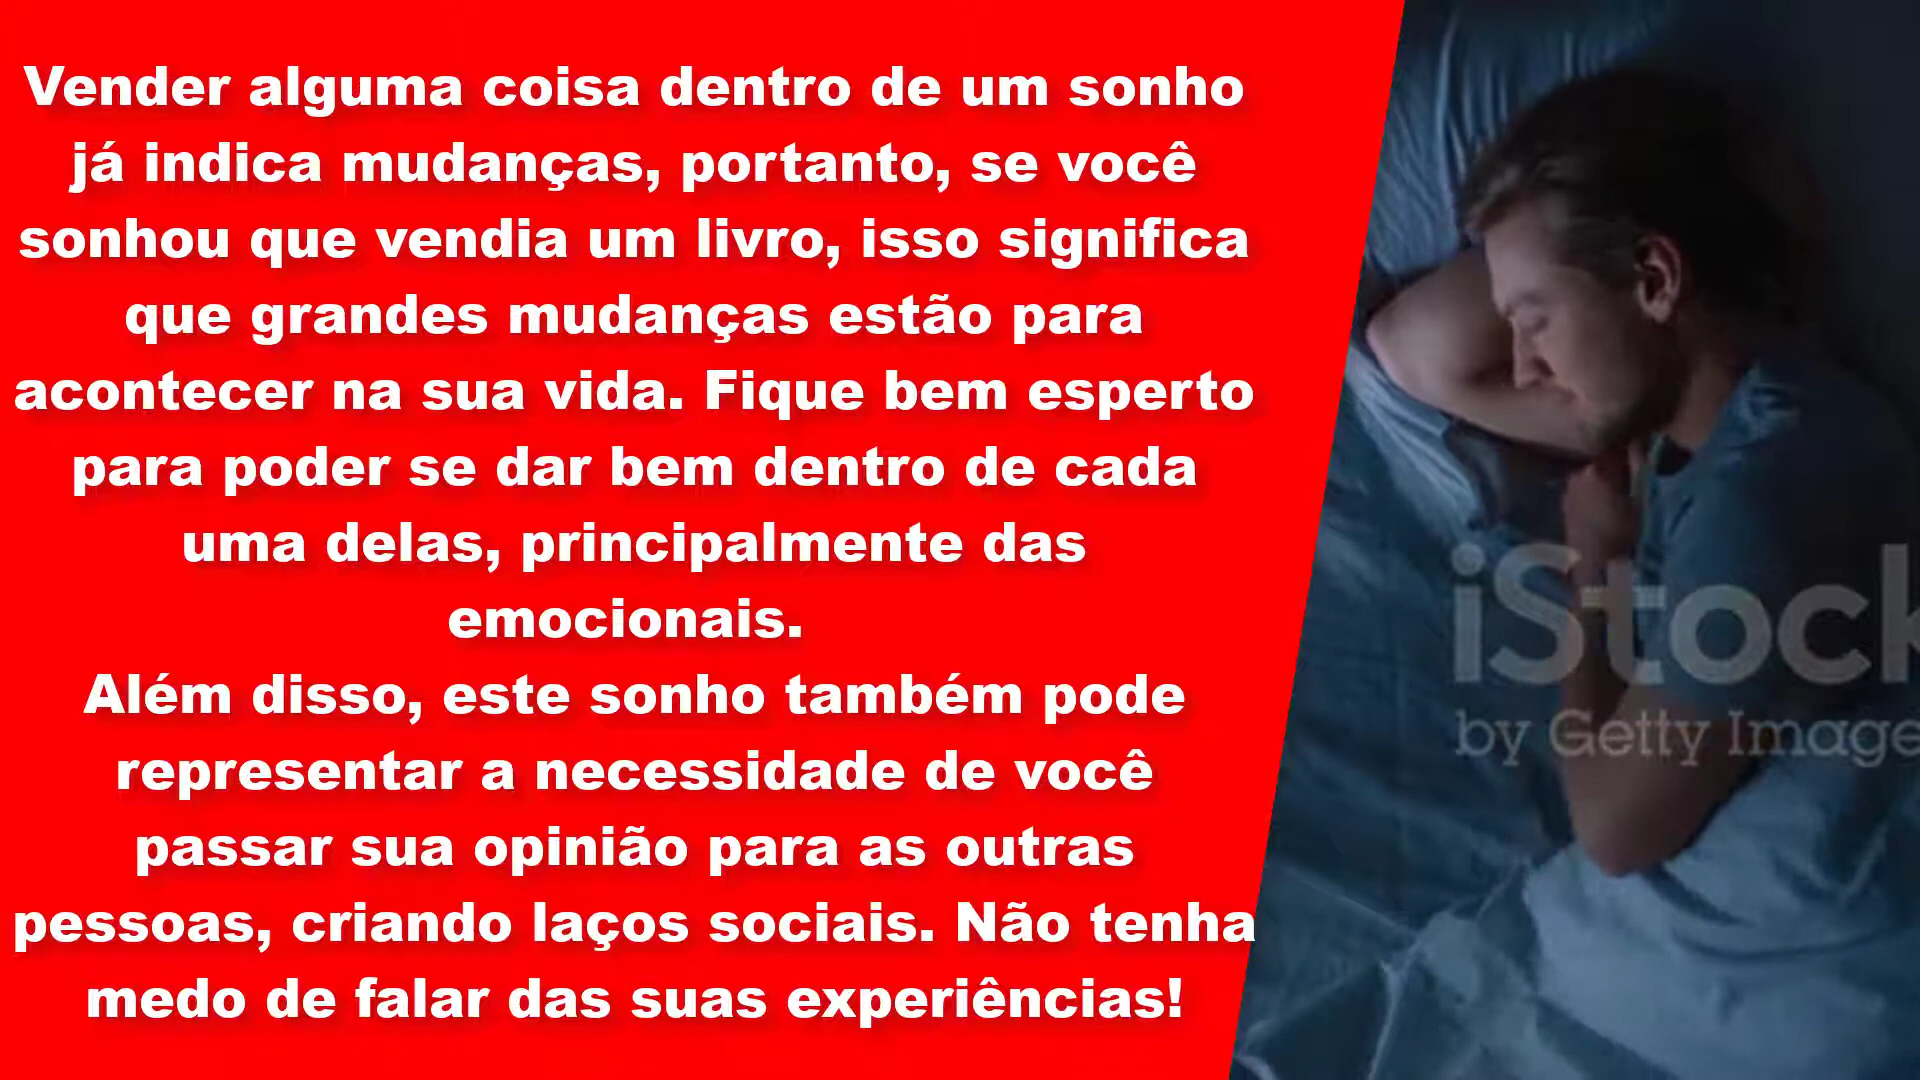 Vender alguma coisa dentro de um sonho
já indica mudanças, portanto, se você
sonhou que vendia um livro, isso significa
que grandes mudanças estão para
acontecer na sua vida. Fique bem esperto
para poder se dar bem dentro de cada
uma delas, principalmente das
emocionais.
Além disso, este sonho também pode
representar a necessidade de você
passar sua opinião para as outras
pessoas, criando laços sociais. Não tenha
medo de falar das suas experiências!
iStock
by Getty Image